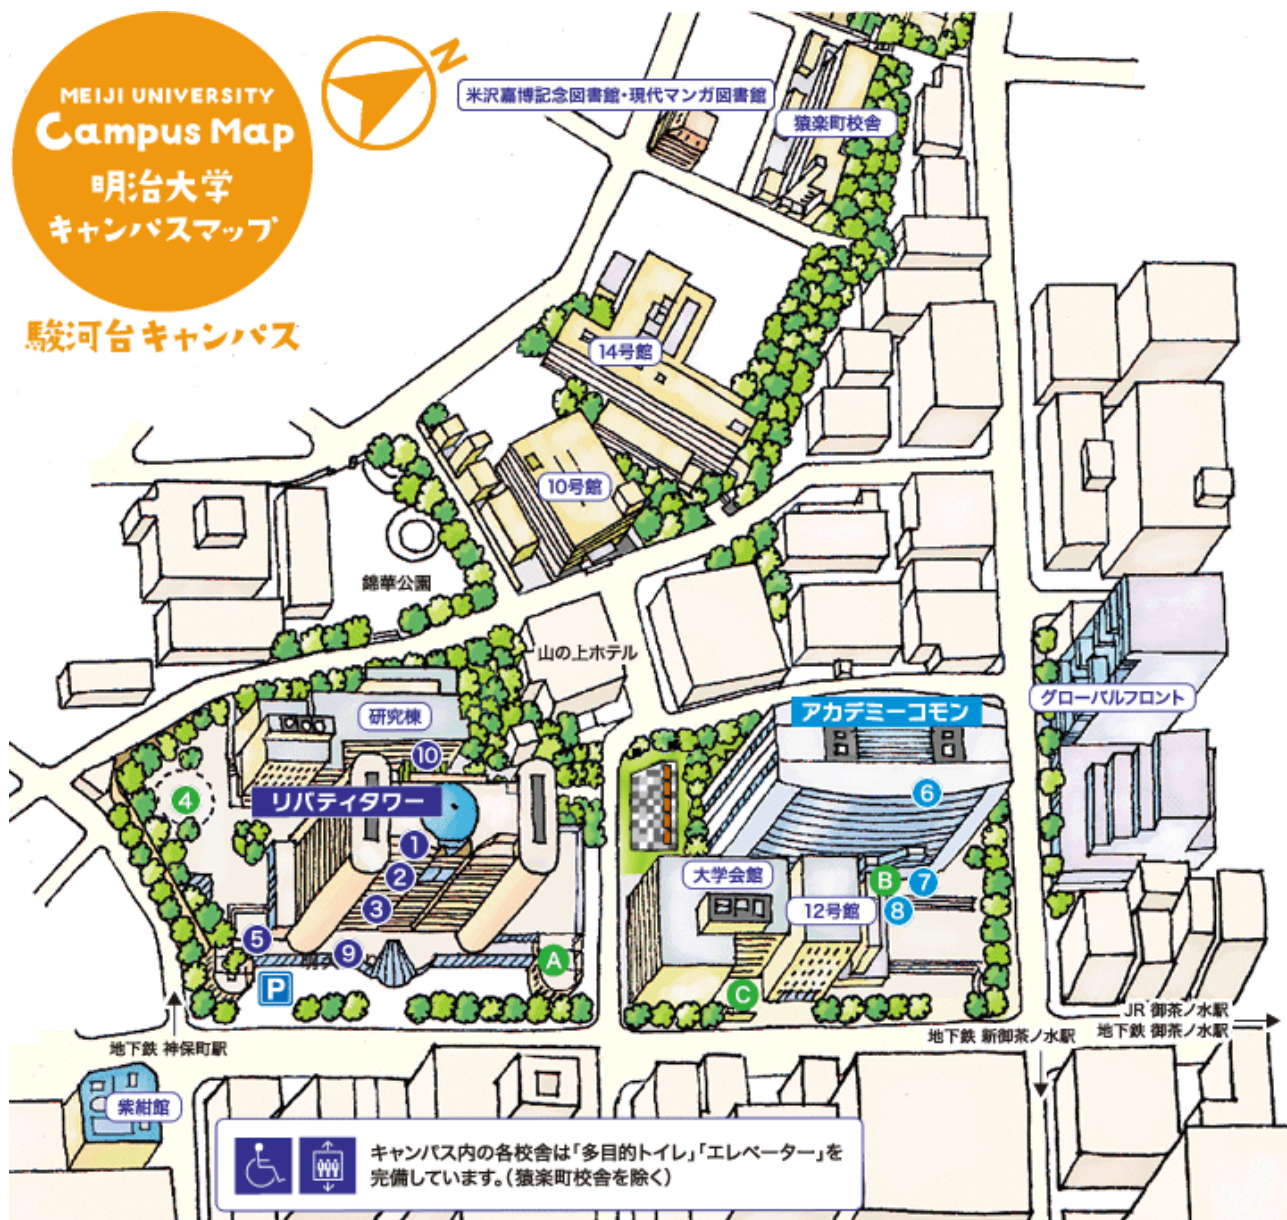 MEIJI UNIVERSITY
Campus Map
明治大学
キャンパスマップ
駿河台キャンパス
N
米沢嘉博記念図書館・現代マンガ図書館
猿楽町校舎
14号館
10号館
錦華公園
山の上ホテル
研究棟
グローバルフロント
アカデミーコモン
10
4
リバティタワー
6
1
2
3
大学会館
B
7
12号館
8
5
9
A
P
C
JR 御茶ノ水駅
地下鉄 御茶ノ水駅
地下鉄 新御茶ノ水駅
地下鉄 神保町駅
紫紺館
キャンパス内の各校舎は「多目的トイレ」「エレベーター」を
完備しています。(猿楽町校舎を除く)